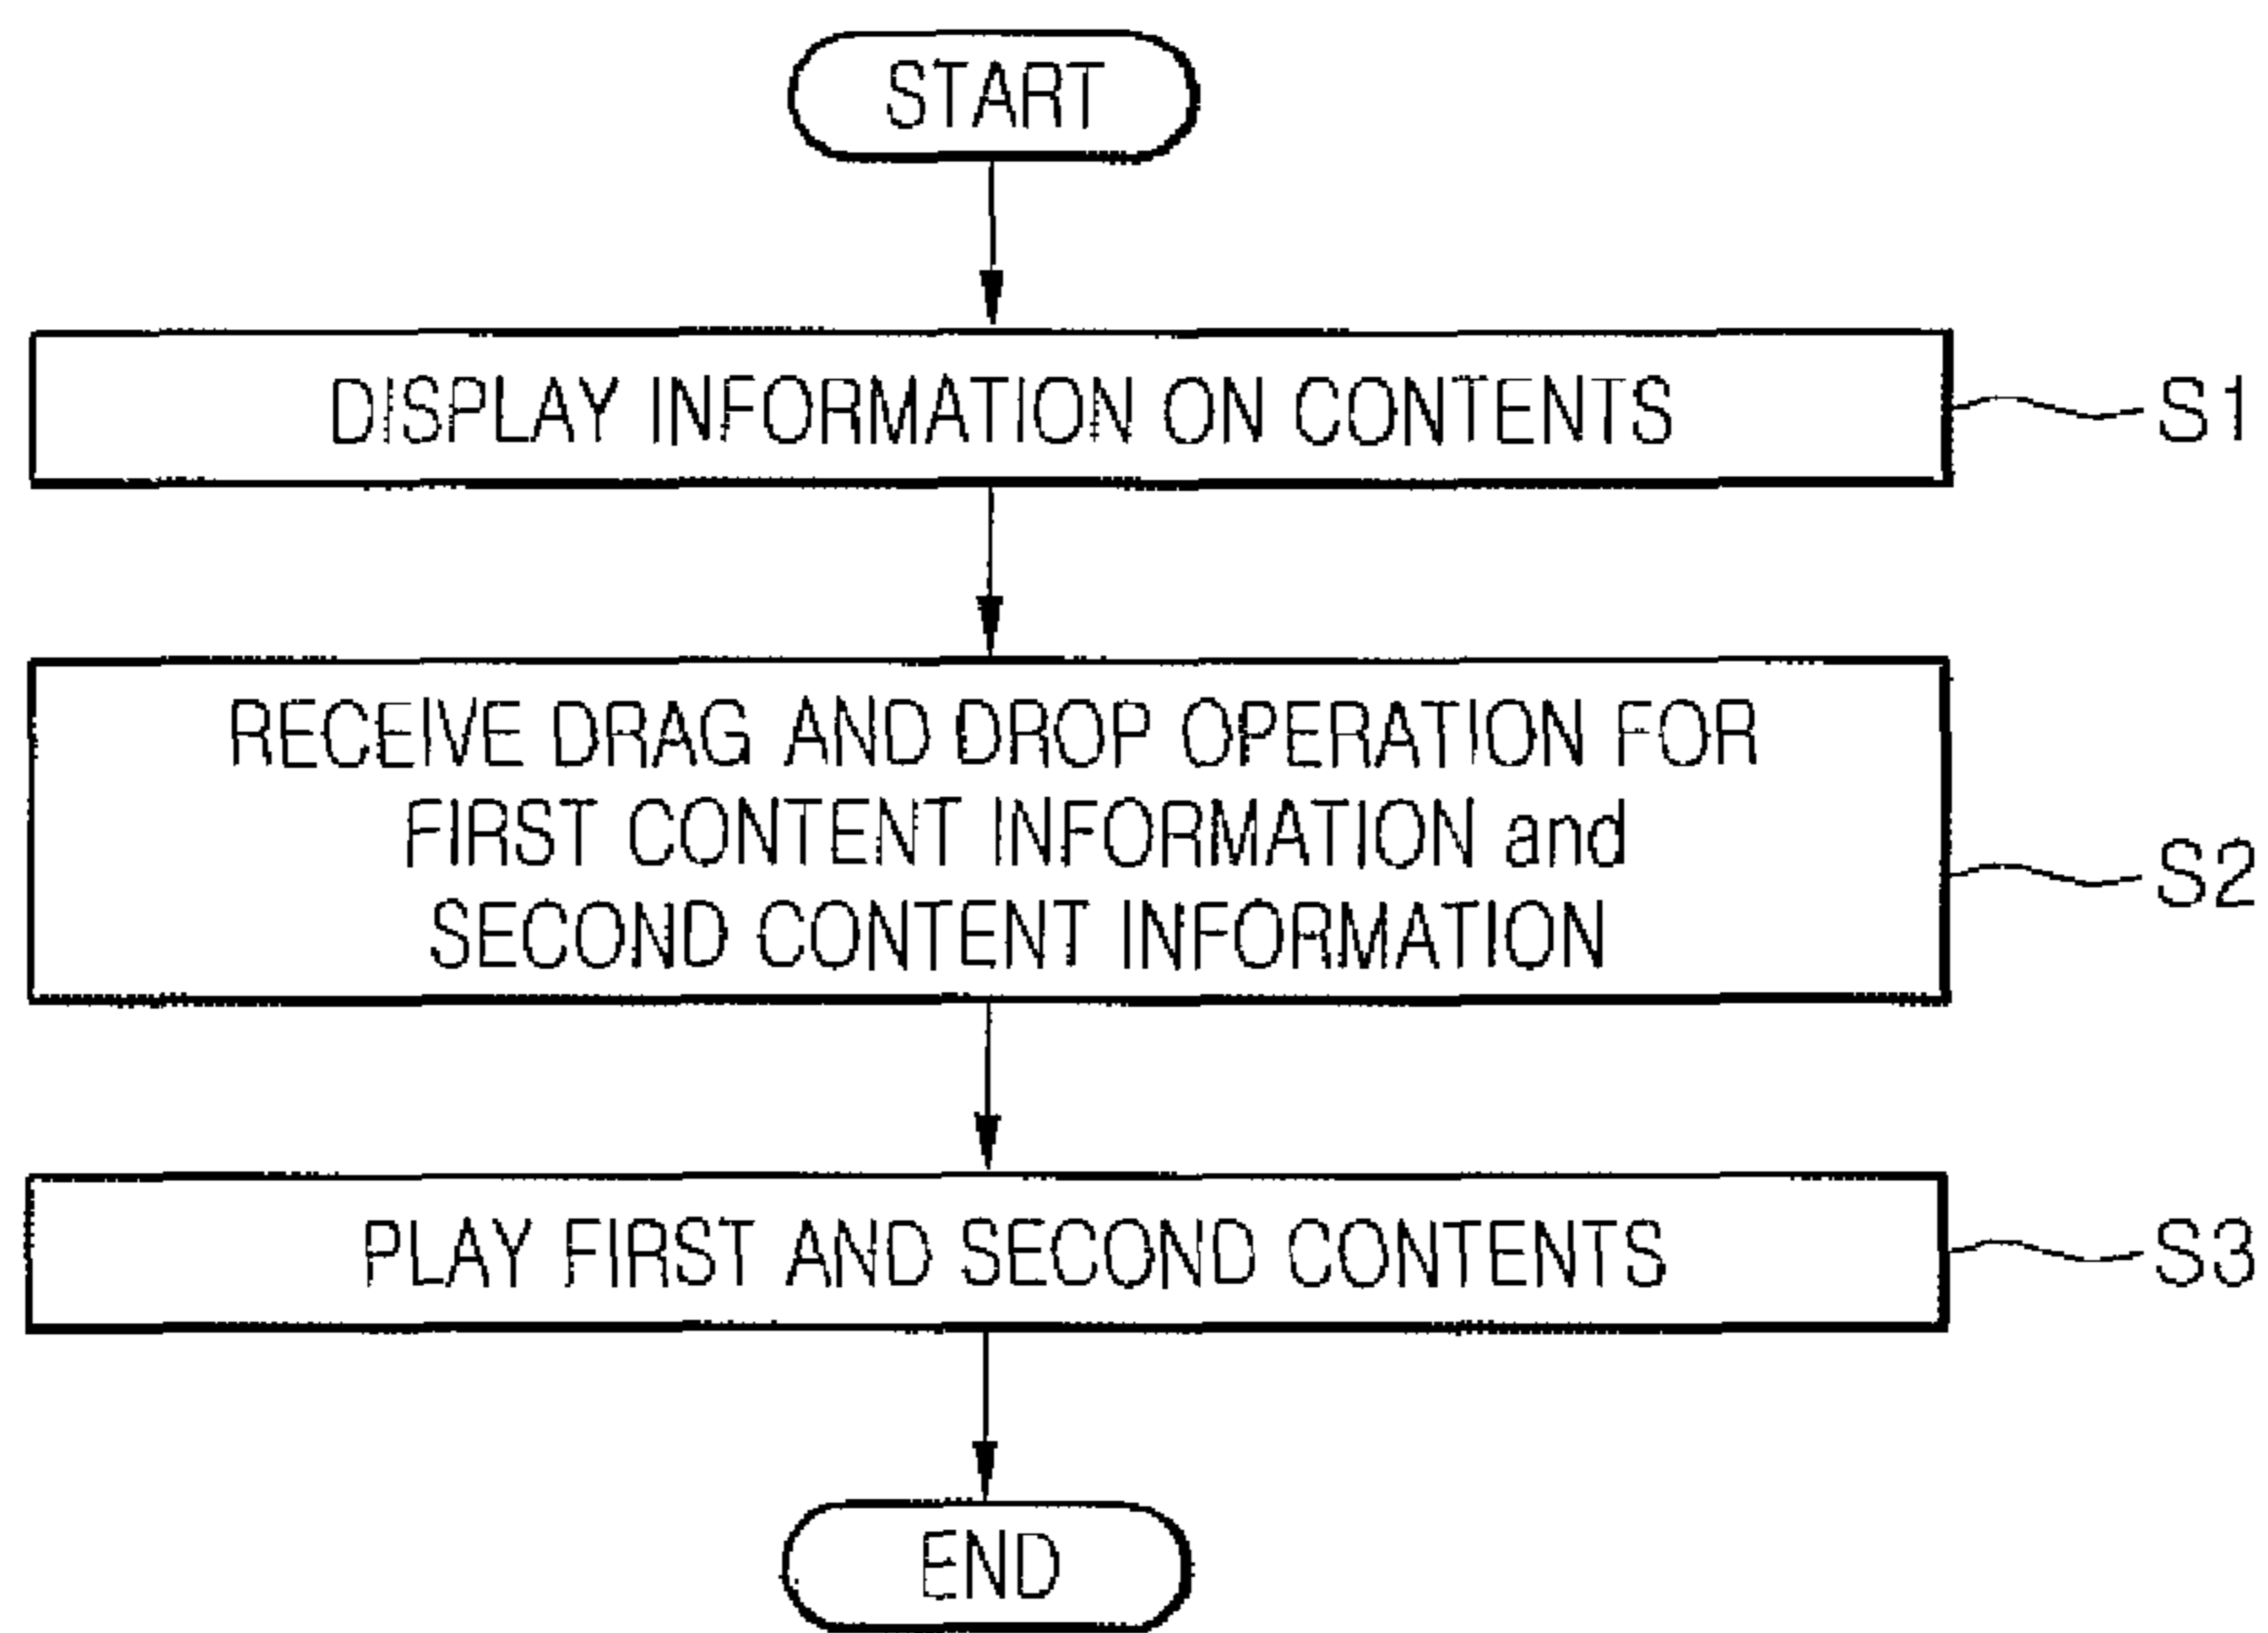 START
DISPLAY INFORMATION ON CONTENTS
S1
RECEIVE DRAG AND DROP OPERATION FOR
FIRST CONTENT INFORMATION and
SECOND CONTENT INFORMATION
S2
PLAY FIRST AND SECOND CONTENTS
S3
END